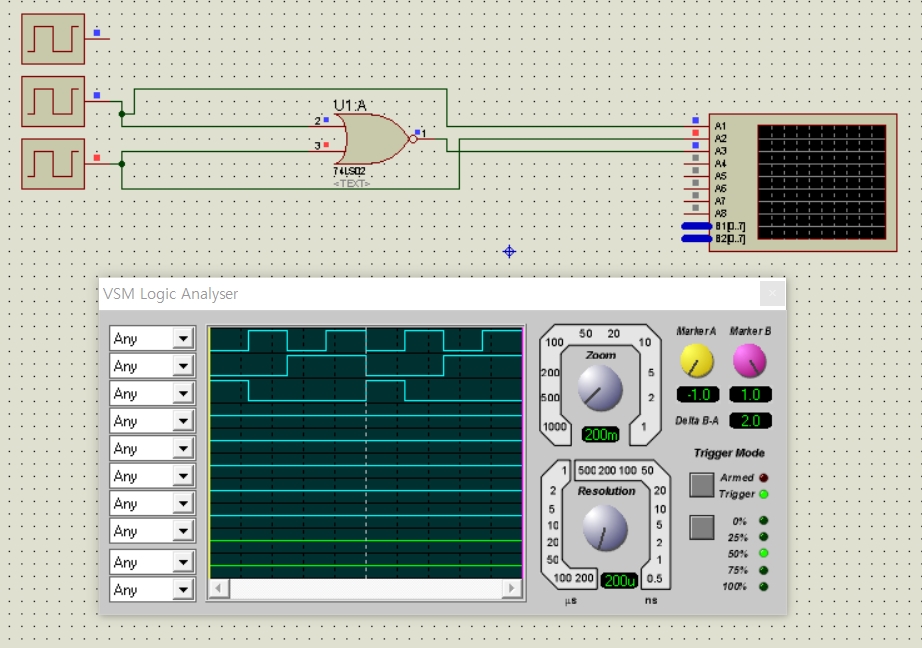 U1:A
2
1
3
74LS02
<TEXT>
A1
A2
A3
A4
A5
A6
A7
A8
B1[0..7]
B2[0..7]
VSM Logic Analyser
Any
Any
Any
Any
Any
Any
Any
Any
Any
Any
50 20
100 10
Zoom
200 5
500 2
1000 1
200m
Marker A Marker B
-1.0 1.0
Delta B-A 2.0
Trigger Mode
Armed
Trigger
0%
25%
50%
75%
100%
1 500 200 100 50
2 Resolution 20
5 10
10 5
20 2
50 1
100 200 200u 0.5
µs ns